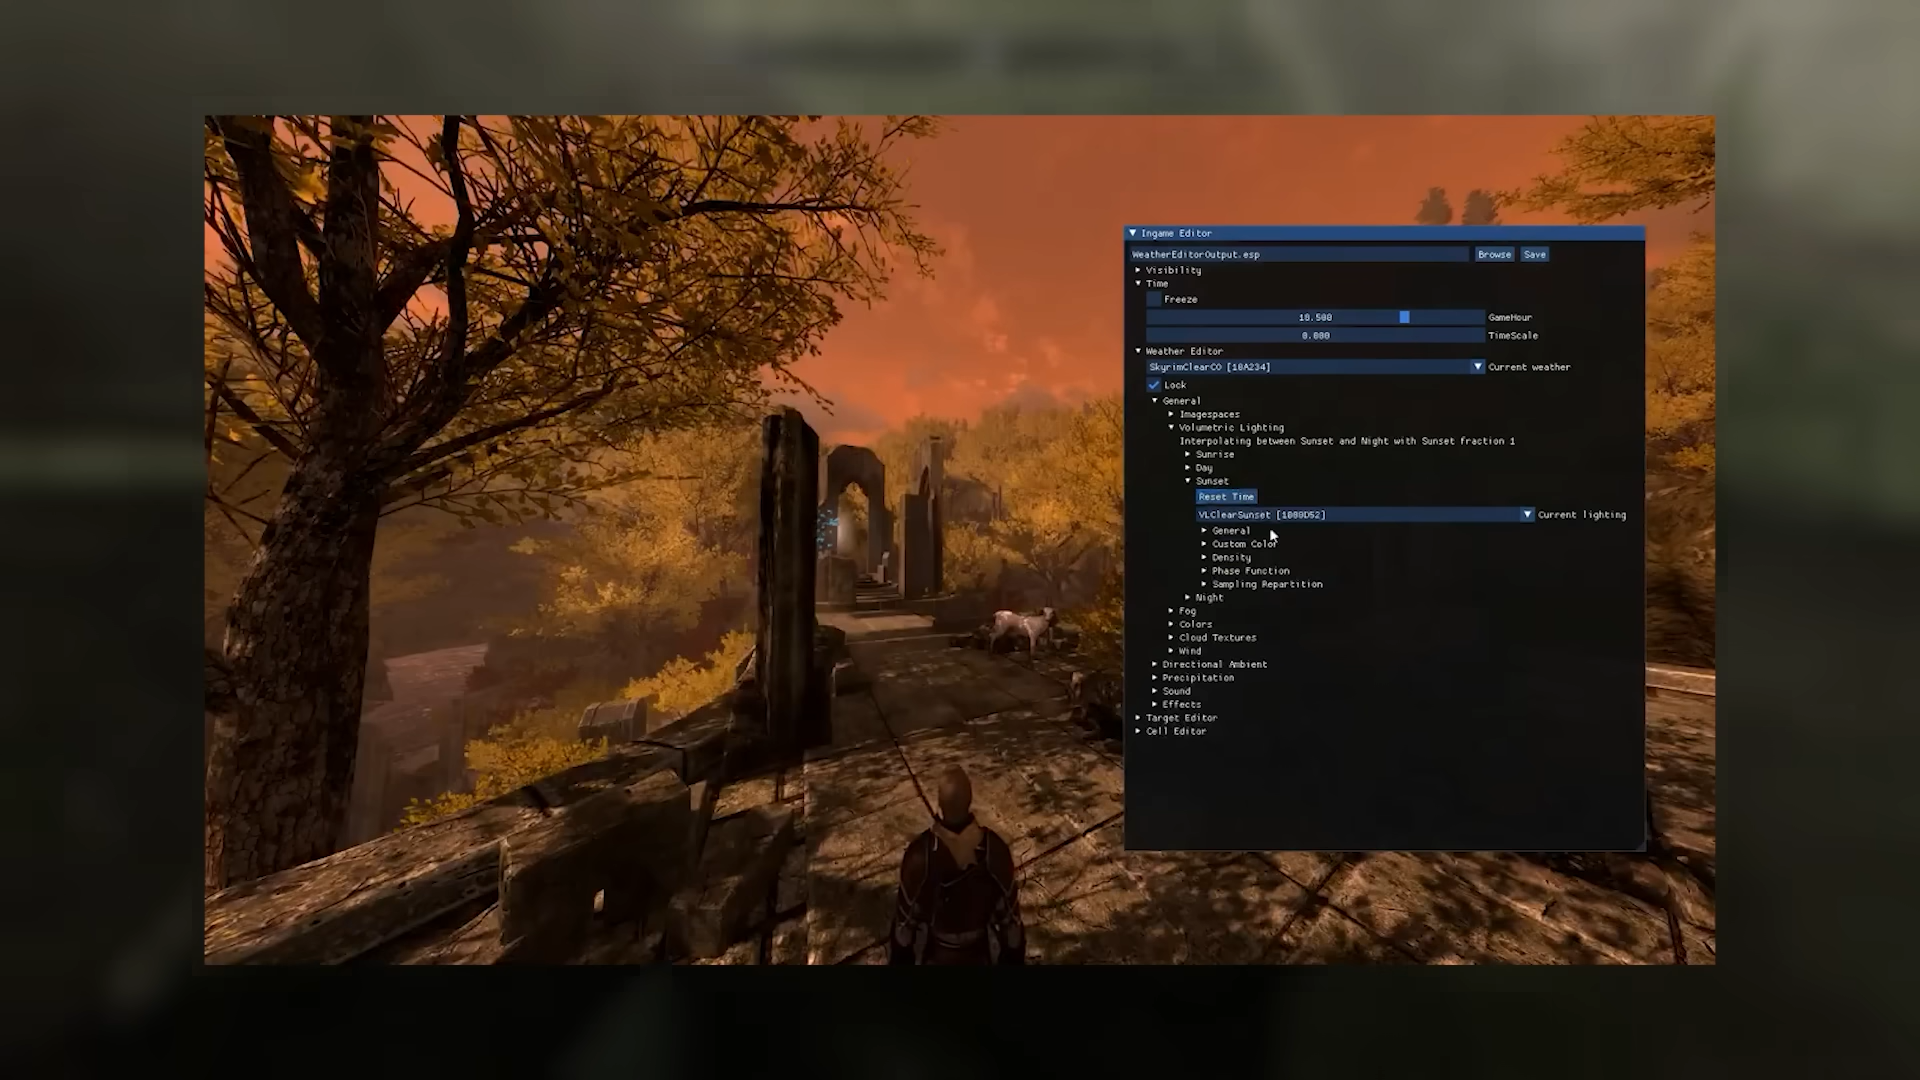 Ingame Editor
WeatherEditorOutput.esp Browse Save
Visibility
Time
Freeze
18.500 GameHour
0.000 TimeScale
Weather Editor
SkyrimClearCO [10A234] Current weather
Lock
General
Imagespaces
Volumetric Lighting
Interpolating between Sunset and Night with Sunset fraction 1
Sunrise
Day
Sunset
Reset Time
VLClearSunset Current lighting
General
Custom Color
Density
Phase Function
Sampling Repartition
Night
Fog
Colors
Cloud Textures
Wind
Directional Ambient
Precipitation
Sound
Effects
Target Editor
Cell Editor